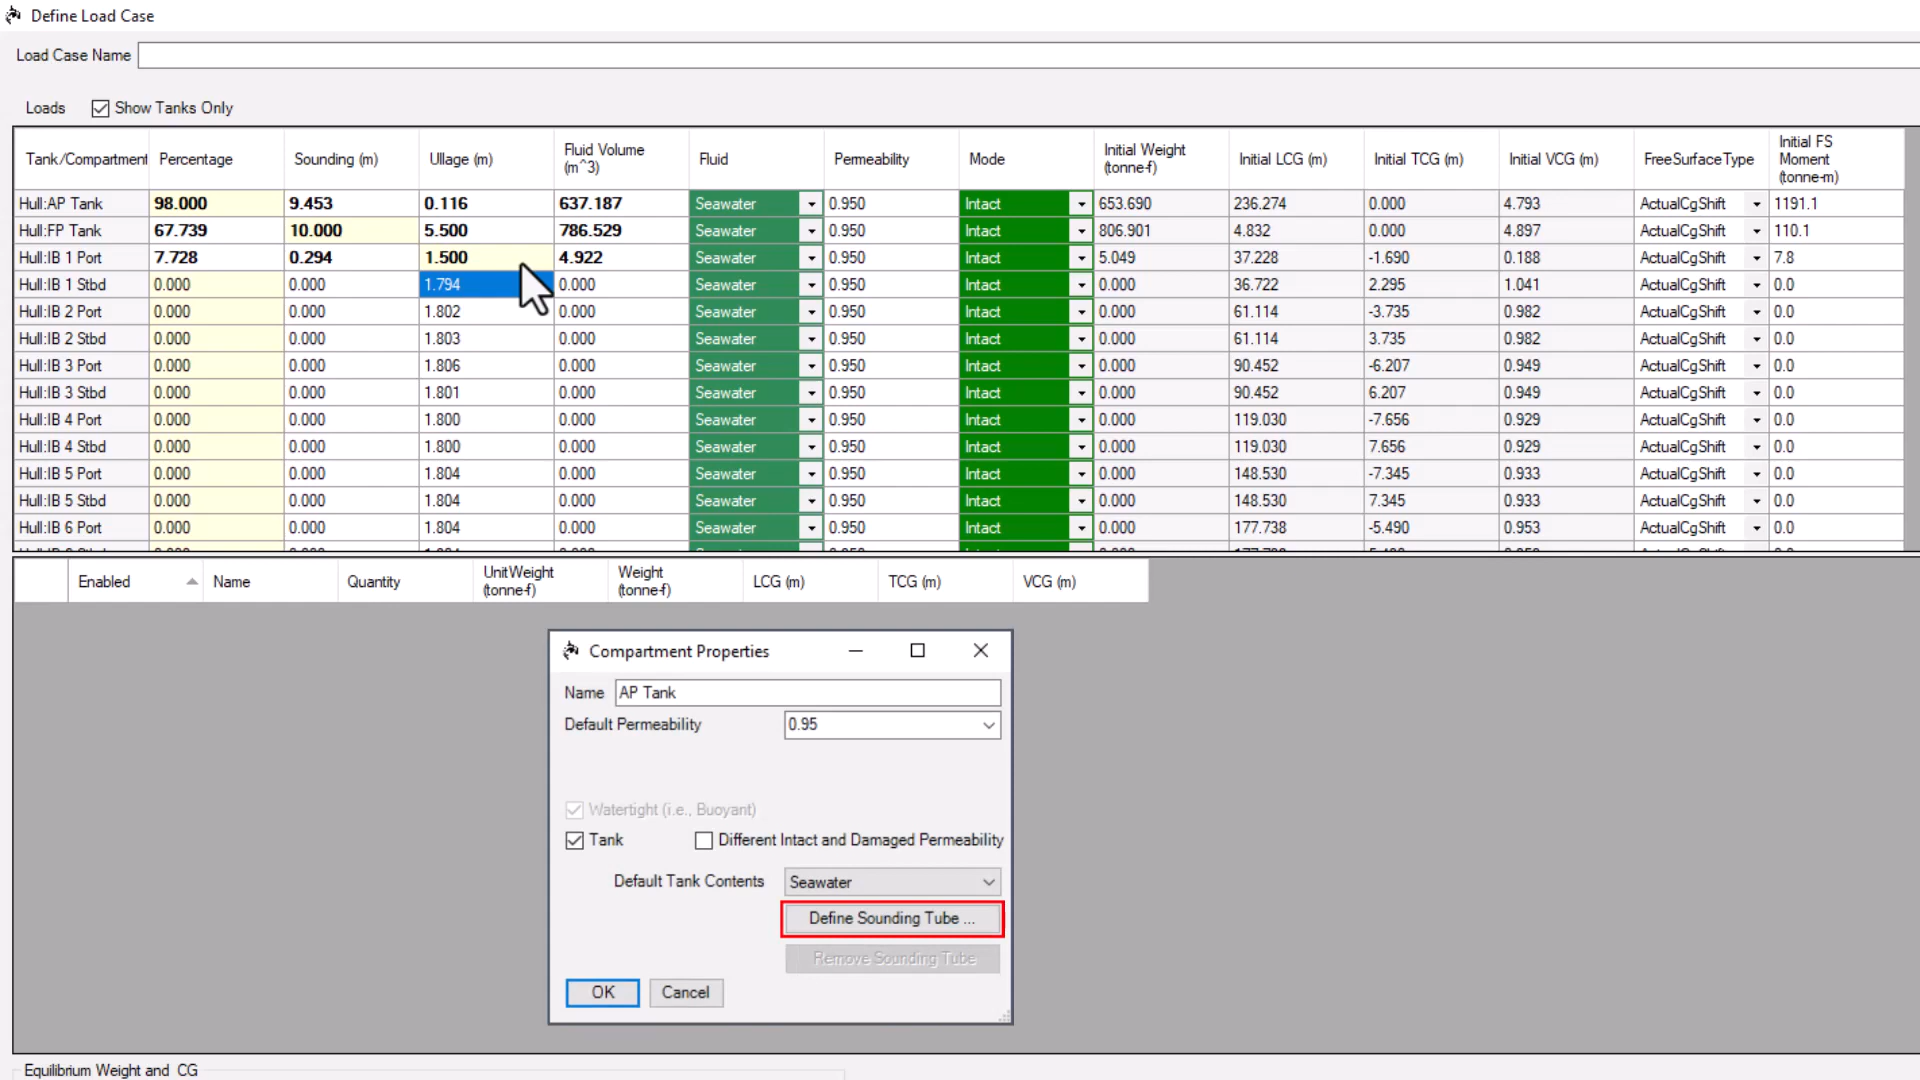 Define Load Case
Load Case Name
Loads Show Tanks Only
Tank/Compartment Percentage Sounding (m) Ullage (m) Fluid Volume (m^3) Fluid Permeability Mode Initial Weight (tonne-f) Initial LCG (m) Initial TCG (m) Initial VCG (m) FreeSurfaceType Initial FS Moment (tonne-m)
Hull:AP Tank 98.000 9.453 0.116 637.187 Seawater 0.950 Intact 653.690 236.274 0.000 4.793 ActualCgShift 1191.1
Hull:FP Tank 67.739 10.000 5.500 786.529 Seawater 0.950 Intact 806.901 4.832 0.000 4.897 ActualCgShift 110.1
Hull:IB 1 Port 7.728 0.294 1.500 4.922 Seawater 0.950 Intact 5.049 37.228 -1.690 0.188 ActualCgShift 7.8
Hull:IB 1 Stbd 0.000 0.000 1.794 0.000 Seawater 0.950 Intact 0.000 36.722 2.295 1.041 ActualCgShift 0.0
Hull:IB 2 Port 0.000 0.000 1.802 0.000 Seawater 0.950 Intact 0.000 61.114 -3.735 0.982 ActualCgShift 0.0
Hull:IB 2 Stbd 0.000 0.000 1.803 0.000 Seawater 0.950 Intact 0.000 61.114 3.735 0.982 ActualCgShift 0.0
Hull:IB 3 Port 0.000 0.000 1.806 0.000 Seawater 0.950 Intact 0.000 90.452 -6.207 0.949 ActualCgShift 0.0
Hull:IB 3 Stbd 0.000 0.000 1.801 0.000 Seawater 0.950 Intact 0.000 90.452 6.207 0.949 ActualCgShift 0.0
Hull:IB 4 Port 0.000 0.000 1.800 0.000 Seawater 0.950 Intact 0.000 119.030 -7.656 0.929 ActualCgShift 0.0
Hull:IB 4 Stbd 0.000 0.000 1.800 0.000 Seawater 0.950 Intact 0.000 119.030 7.656 0.929 ActualCgShift 0.0
Hull:IB 5 Port 0.000 0.000 1.804 0.000 Seawater 0.950 Intact 0.000 148.530 -7.345 0.933 ActualCgShift 0.0
Hull:IB 5 Stbd 0.000 0.000 1.804 0.000 Seawater 0.950 Intact 0.000 148.530 7.345 0.933 ActualCgShift 0.0
Hull:IB 6 Port 0.000 0.000 1.804 0.000 Seawater 0.950 Intact 0.000 177.738 -5.490 0.953 ActualCgShift 0.0
Enabled Name Quantity UnitWeight (tonne-f) Weight (tonne-f) LCG (m) TCG (m) VCG (m)
Compartment Properties
Name AP Tank
Default Permeability 0.95
Watertight (i.e., Buoyant)
Tank Different Intact and Damaged Permeability
Default Tank Contents Seawater
Define Sounding Tube ...
Remove Sounding Tube
OK Cancel
Equilibrium Weight and CG